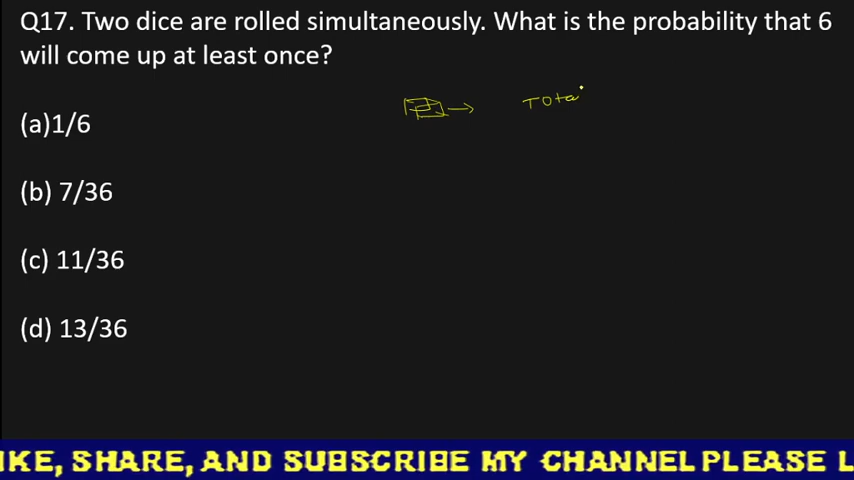 Q17. Two dice are rolled simultaneously. What is the probability that 6
will come up at least once?
Tota
(a)1/6
(b) 7/36
(c) 11/36
(d) 13/36
IKE, SHARE, AND SUBSCRIBE MY CHANNEL PLEASE L